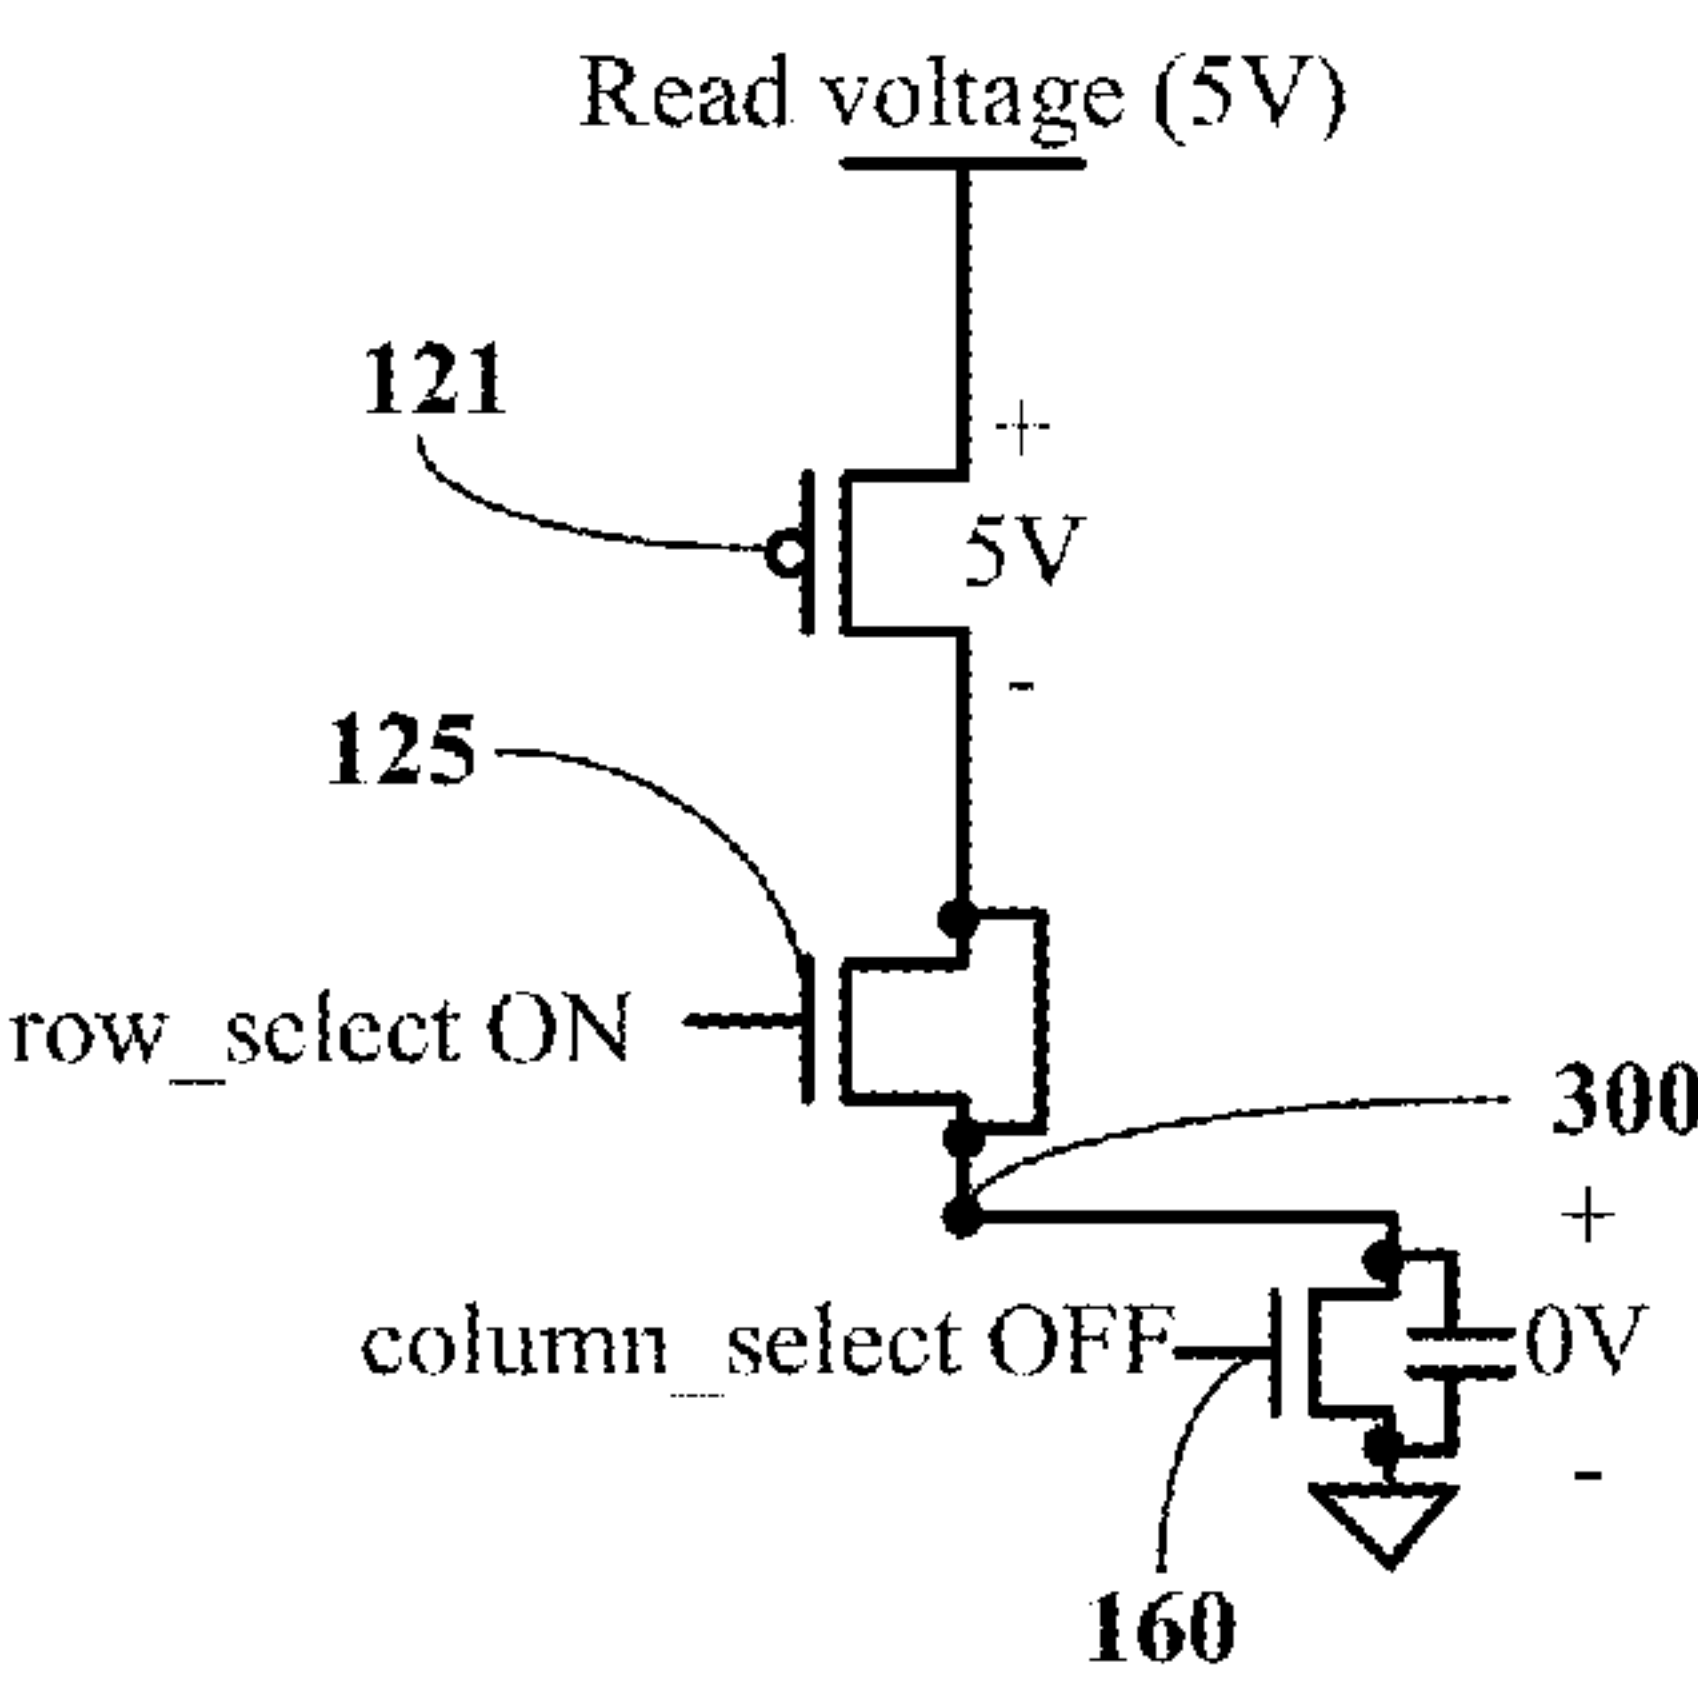 Read voltage (5V)
121
+
5V
-
125
row_select ON
300
+
column_select OFF
0V
-
160